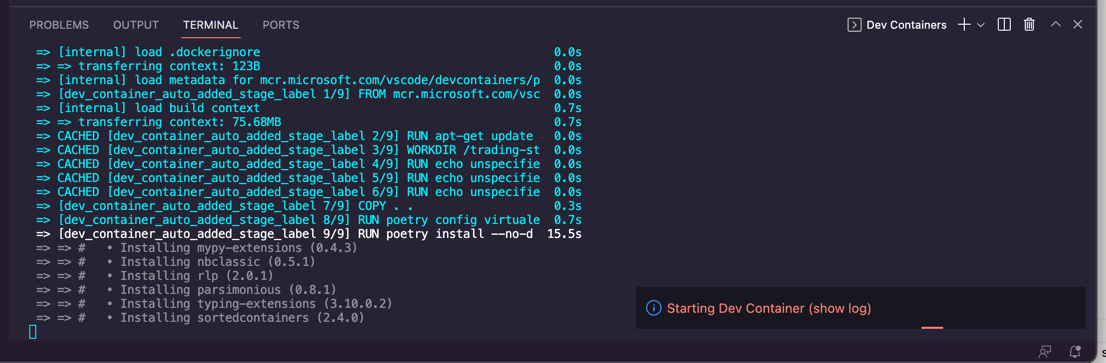 PROBLEMS OUTPUT TERMINAL PORTS Dev Containers
=> [internal] load .dockerignore 0.0s
=> => transferring context: 123B 0.0s
=> [internal] load metadata for mcr.microsoft.com/vscode/devcontainers/p 0.0s
=> [dev_container_auto_added_stage_label 1/9] FROM mcr.microsoft.com/vsc 0.0s
=> [internal] load build context 0.7s
=> => transferring context: 75.68MB 0.7s
=> CACHED [dev_container_auto_added_stage_label 2/9] RUN apt-get update 0.0s
=> CACHED [dev_container_auto_added_stage_label 3/9] WORKDIR /trading-st 0.0s
=> CACHED [dev_container_auto_added_stage_label 4/9] RUN echo unspecifie 0.0s
=> CACHED [dev_container_auto_added_stage_label 5/9] RUN echo unspecifie 0.0s
=> CACHED [dev_container_auto_added_stage_label 6/9] RUN echo unspecifie 0.0s
=> [dev_container_auto_added_stage_label 7/9] COPY . . 0.3s
=> [dev_container_auto_added_stage_label 8/9] RUN poetry config virtuale 0.7s
=> [dev_container_auto_added_stage_label 9/9] RUN poetry install --no-d 15.5s
=> => # • Installing mypy-extensions (0.4.3)
=> => # • Installing nbclassic (0.5.1)
=> => # • Installing rlp (2.0.1)
=> => # • Installing parsimonious (0.8.1)
=> => # • Installing typing-extensions (3.10.0.2)
=> => # • Installing sortedcontainers (2.4.0)
Starting Dev Container (show log)